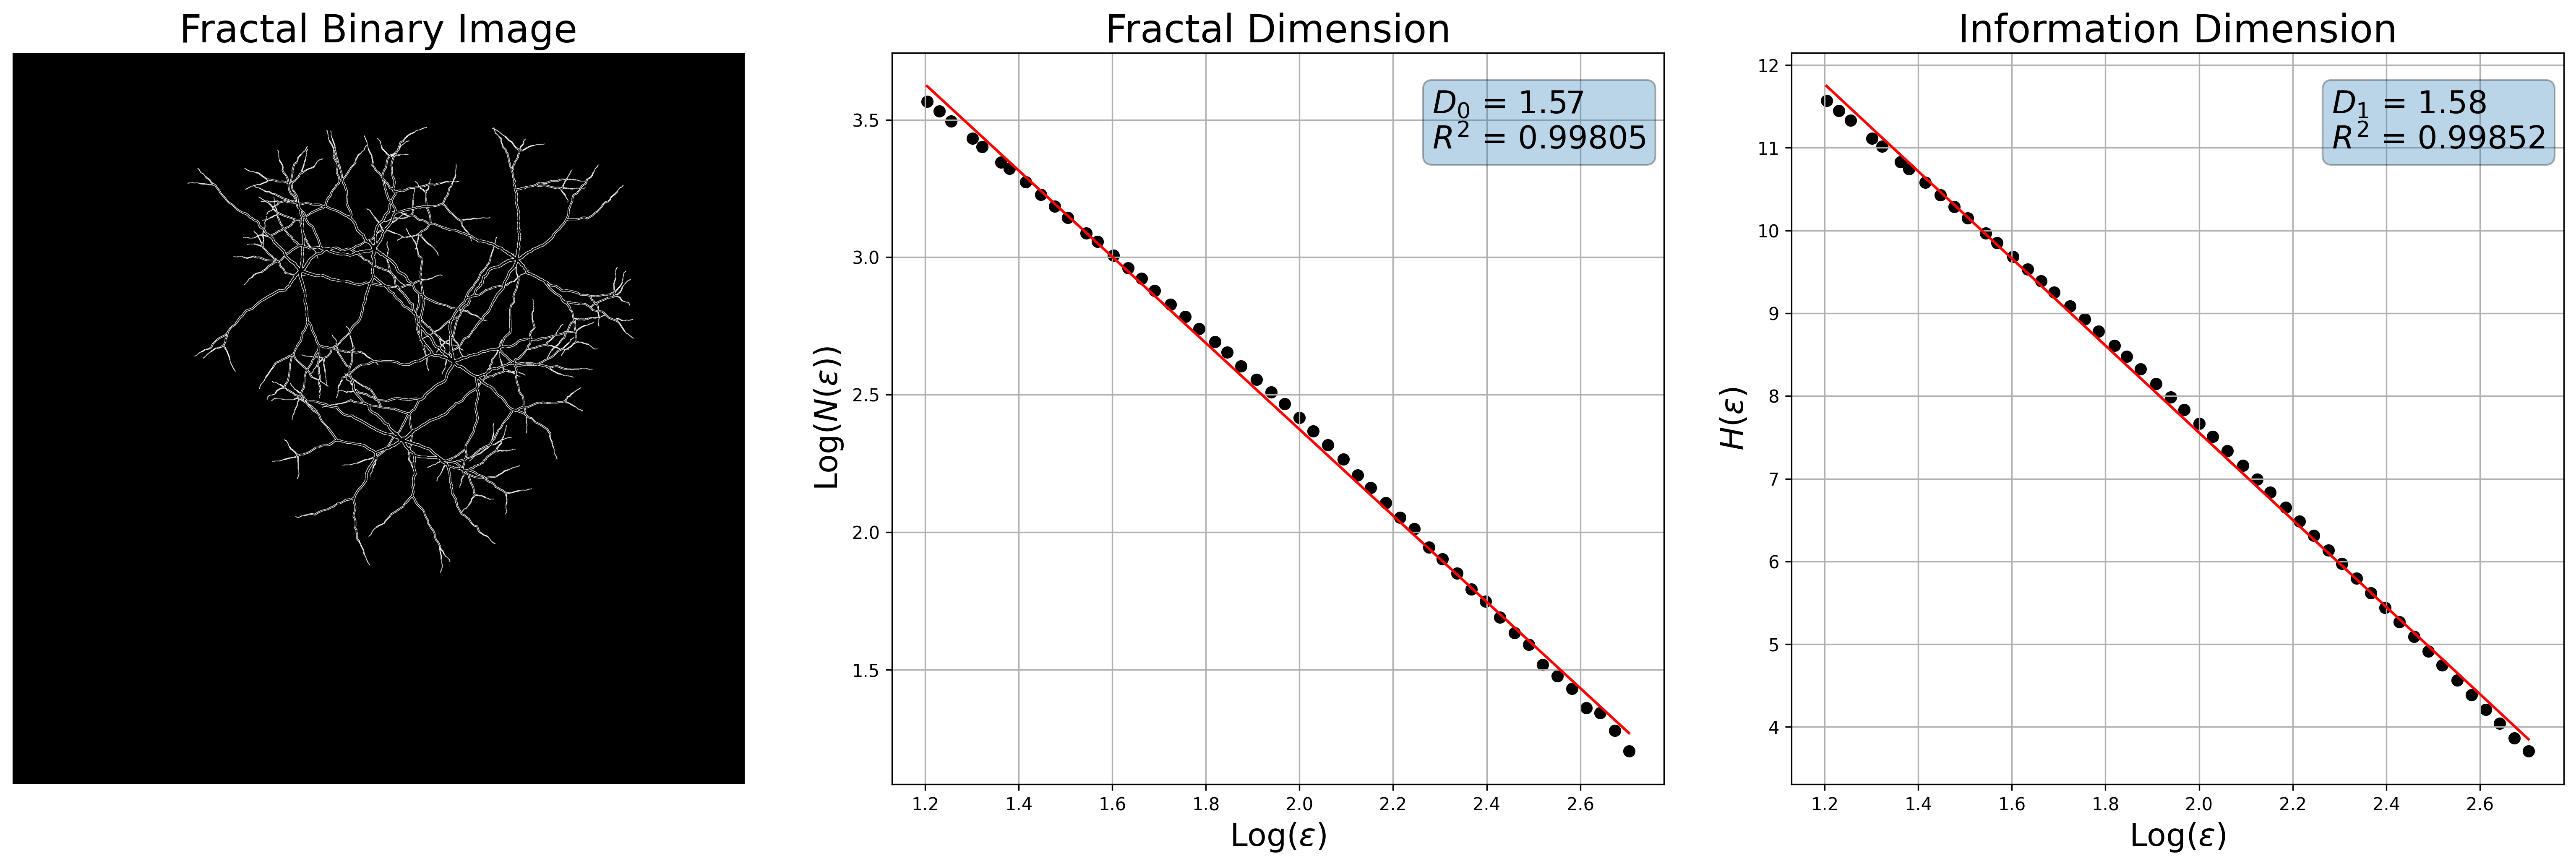 Fractal Binary Image
Fractal Dimension
D₀ = 1.57
R² = 0.99805
3.5
3.0
2.5
2.0
1.5
Log(N(ε))
1.2 1.4 1.6 1.8 2.0 2.2 2.4 2.6
Log(ε)
Information Dimension
D₁ = 1.58
R² = 0.99852
12
11
10
9
8
7
6
5
4
H(ε)
1.2 1.4 1.6 1.8 2.0 2.2 2.4 2.6
Log(ε)